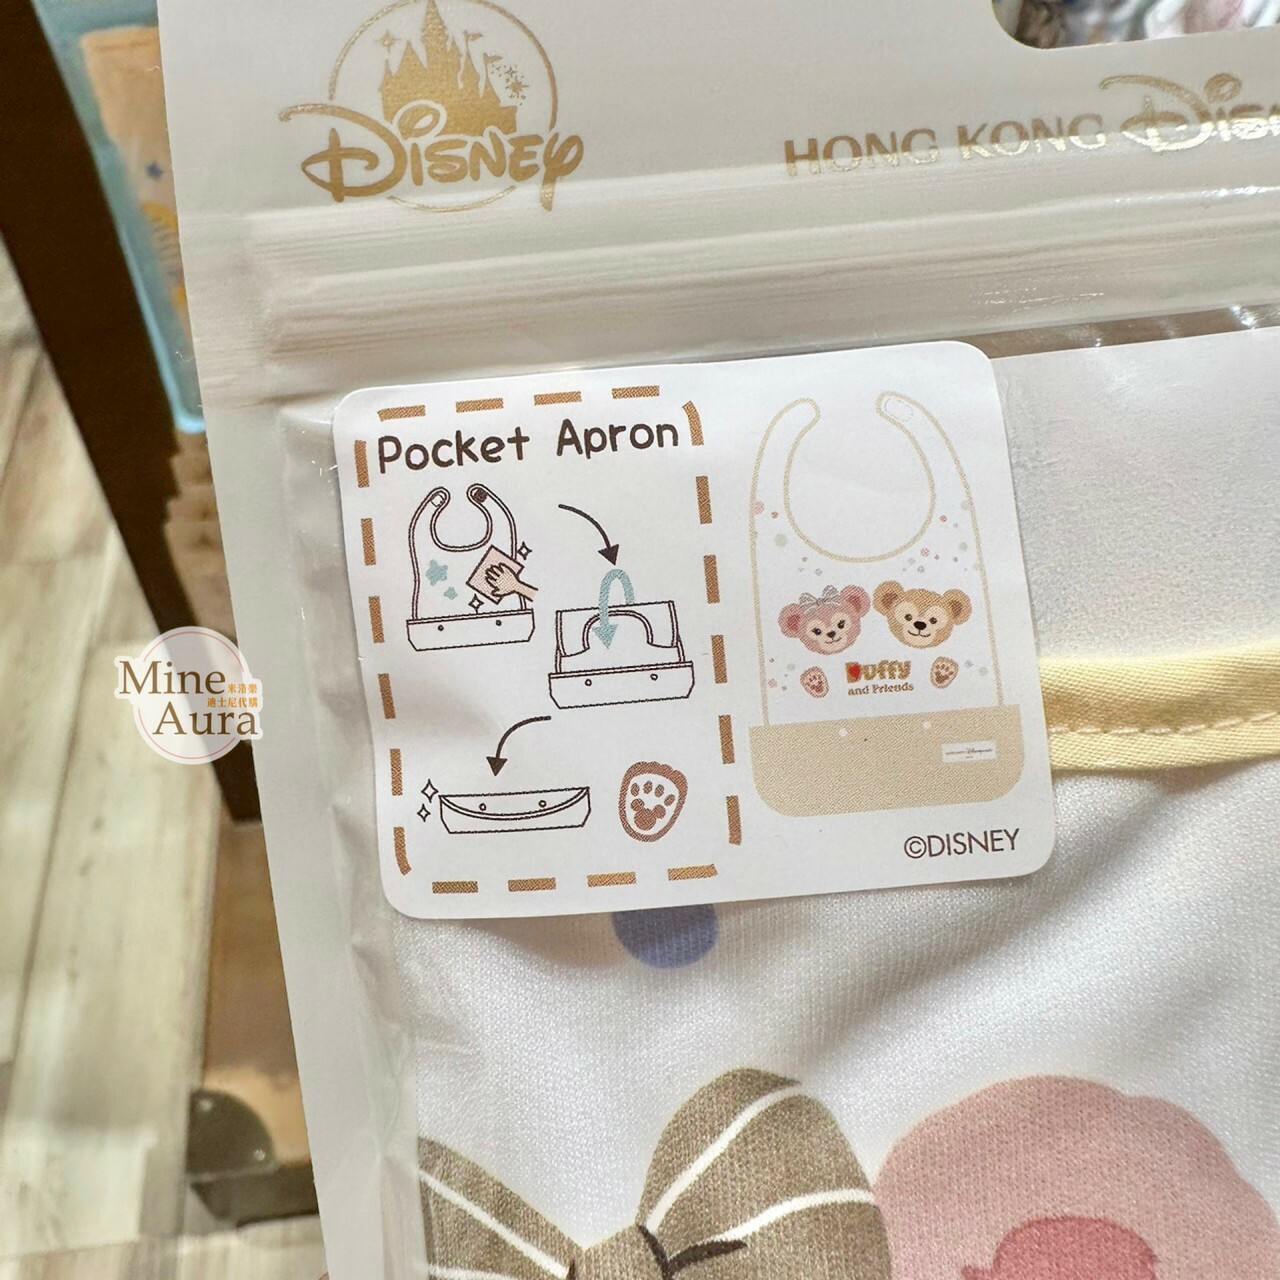 Disney
HONG KONG Disn
Pocket Apron
Duffy
and Friends
©DISNEY
Mine
米洛樂
迪士尼代購
Aura